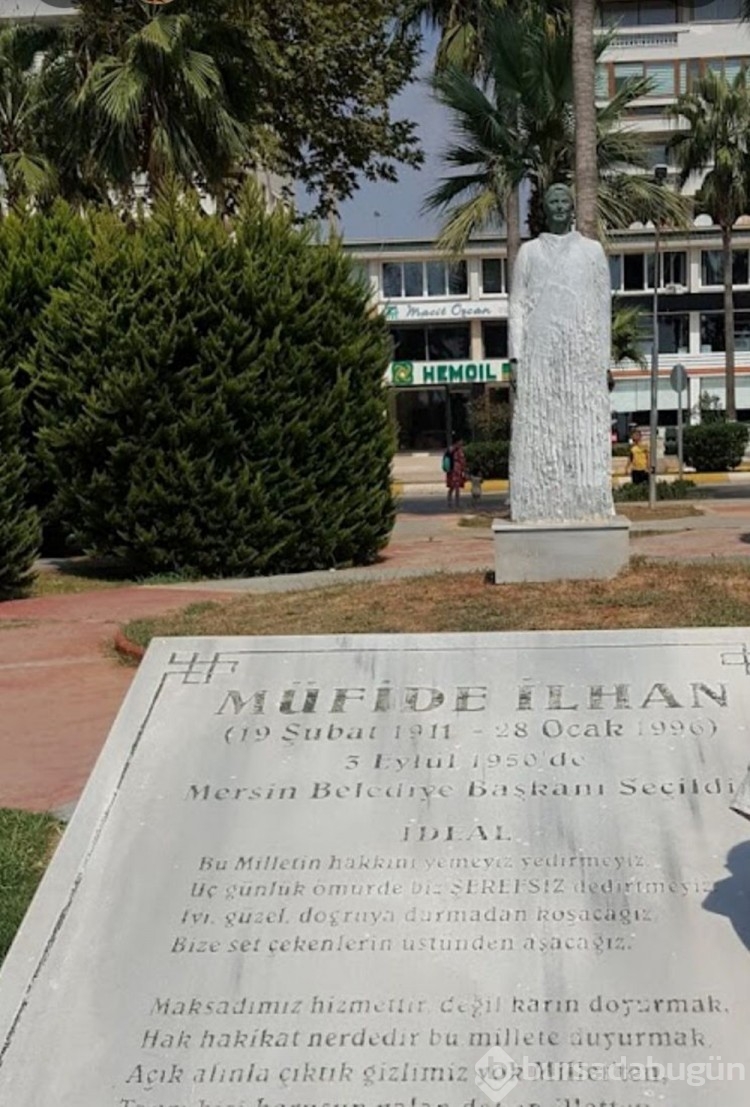 Macit Özcan
HEMOIL
MÜFİDE İLHAN
(19 Şubat 1911 - 28 Ocak 1996)
3 Eylül 1950'de
Mersin Belediye Başkanı Seçildi
İDEAL
Bu Milletin hakkını yemeyiz yedirmeyiz.
Üç günlük ömürde biz ŞEREFSİZ dedirtmeyiz
İyi, güzel, doğruya durmadan koşacağız,
Bize set çekenlerin üstünden aşacağız.
Maksadımız hizmettir, değil karın doyurmak,
Hak hakikat nerdedir bu millete duyurmak,
Açık alınla çıktık gizlimiz yok Milletten,
bursadabugün